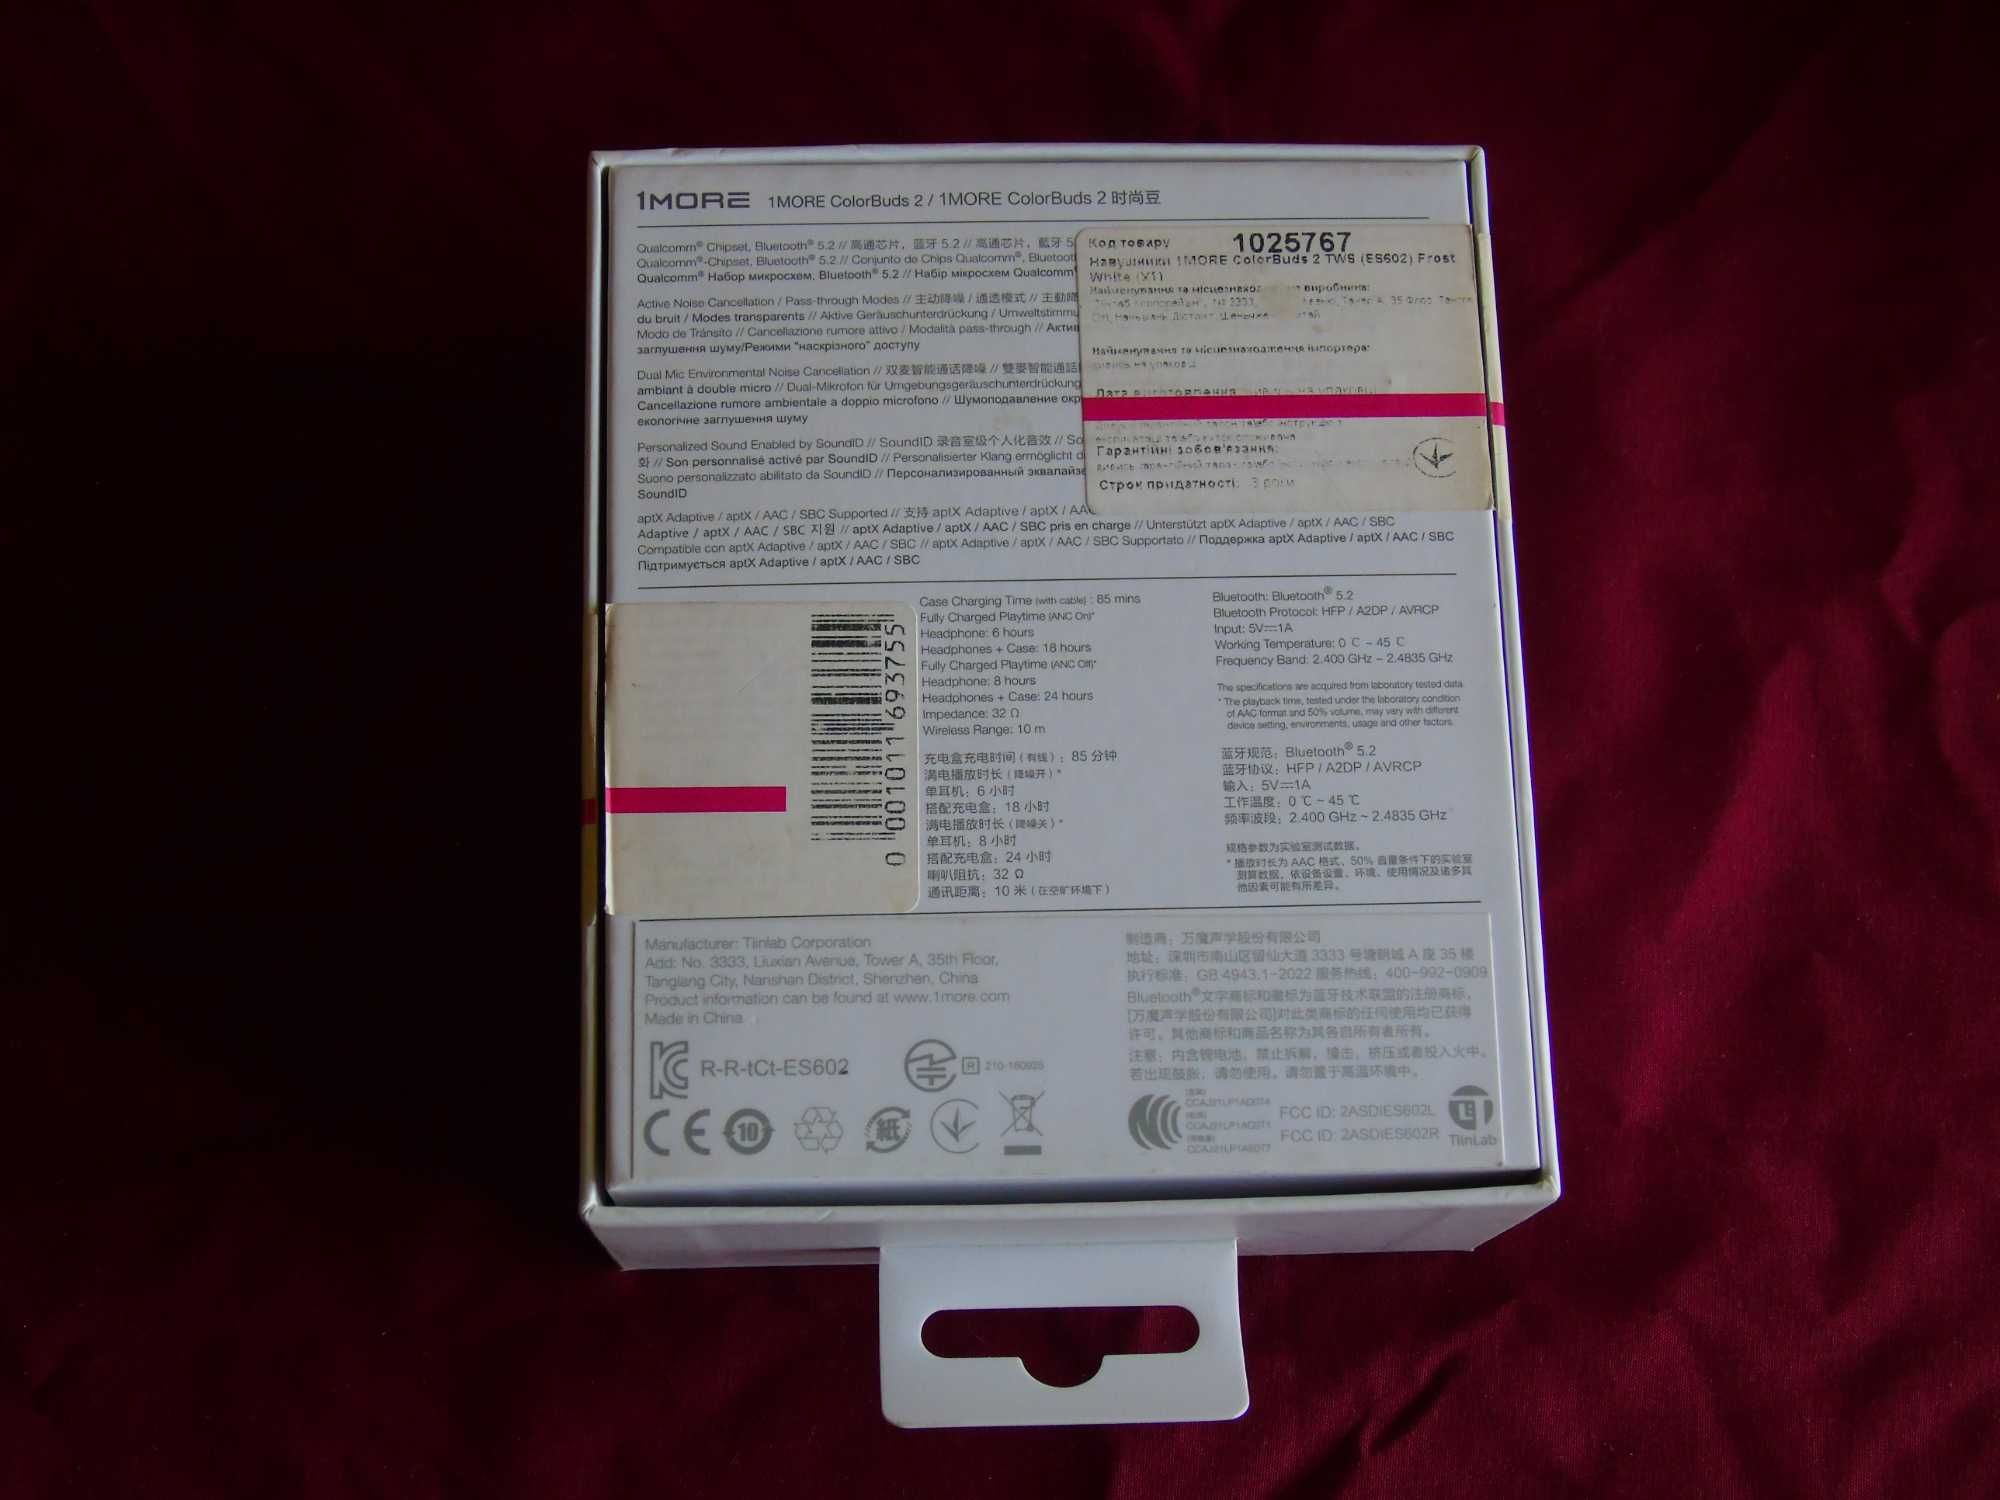 1MORE 1MORE ColorBuds 2 / 1MORE ColorBuds 2 时尚豆
Qualcomm® Chipset, Bluetooth® 5.2 // 高通芯片，蓝牙 5.2 // 高通芯片，藍牙 5
Qualcomm®-Chipset, Bluetooth® 5.2 // Conjunto de Chips Qualcomm®, Bluetoot
Qualcomm® Набор микросхем, Bluetooth® 5.2 // Набір мікросхем Qualcomm
Active Noise Cancellation / Pass-through Modes // 主动降噪 / 通透模式 // 主動降
du bruit / Modes transparents // Aktive Geräuschunterdrückung / Umweltstimmu
Modo de Tránsito // Cancellazione rumore attivo / Modalità pass-through // Акти
заглушення шуму/Режими "наскрізного" доступу
Dual Mic Environmental Noise Cancellation // 双麦智能通话降噪 // 雙麥智能通話
ambiant à double micro // Dual-Mikrofon für Umgebungsgeräuschunterdrückung
Cancellazione rumore ambientale a doppio microfono // Шумоподавление окр
екологічне заглушення шуму
Personalized Sound Enabled by SoundID // SoundID 录音室级个人化音效 // So
화 // Son personnalisé activé par SoundID // Personalisierter Klang ermöglicht d
Suono personalizzato abilitato da SoundID // Персонализированный эквалайз
SoundID
aptX Adaptive / aptX / AAC / SBC Supported // 支持 aptX Adaptive / aptX / AA
Adaptive / aptX / AAC / SBC 지원 // aptX Adaptive / aptX / AAC / SBC pris en charge // Unterstützt aptX Adaptive / aptX / AAC / SBC
Compatible con aptX Adaptive / aptX / AAC / SBC // aptX Adaptive / aptX / AAC / SBC Supportato // Поддержка aptX Adaptive / aptX / AAC / SBC
Підтримується aptX Adaptive / aptX / AAC / SBC
Код товару 1025767
Навушники 1MORE ColorBuds 2 TWS (ES602) Frost
White (X1)
Найменування та місцезнаход виробника:
Найменування та місцезнаходження імпортера:
дивись на упаковці
Дата виготовлення
Гарантійні зобов'язання:
Строк придатності: 3 роки
0 001011 693755
Case Charging Time (with cable) : 85 mins
Fully Charged Playtime (ANC On)*
Headphone: 6 hours
Headphones + Case: 18 hours
Fully Charged Playtime (ANC Off)*
Headphone: 8 hours
Headphones + Case: 24 hours
Impedance: 32 Ω
Wireless Range: 10 m
充电盒充电时间（有线）: 85 分钟
满电播放时长（降噪开）*
单耳机: 6 小时
搭配充电盒: 18 小时
满电播放时长（降噪关）*
单耳机: 8 小时
搭配充电盒: 24 小时
喇叭阻抗: 32 Ω
通讯距离: 10 米（在空旷环境下）
Bluetooth: Bluetooth® 5.2
Bluetooth Protocol: HFP / A2DP / AVRCP
Input: 5V⎓1A
Working Temperature: 0 ℃ ~ 45 ℃
Frequency Band: 2.400 GHz ~ 2.4835 GHz
The specifications are acquired from laboratory tested data.
* The playback time, tested under the laboratory condition
of AAC format and 50% volume, may vary with different
device setting, environments, usage and other factors.
蓝牙规范: Bluetooth® 5.2
蓝牙协议: HFP / A2DP / AVRCP
输入: 5V⎓1A
工作温度: 0 ℃ ~ 45 ℃
频率波段: 2.400 GHz ~ 2.4835 GHz
规格参数为实验室测试数据。
* 播放时长为 AAC 格式、50% 音量条件下的实验室
测算数据，依设备设置、环境、使用情况及诸多其
他因素可能有所差异。
Manufacturer: Tiinlab Corporation
Add: No. 3333, Liuxian Avenue, Tower A, 35th Floor,
Tanglang City, Nanshan District, Shenzhen, China
Product information can be found at www.1more.com
Made in China
R-R-tCt-ES602
R 210-180925
10
紙
制造商: 万魔声学股份有限公司
地址: 深圳市南山区留仙大道 3333 号塘朗城 A 座 35 楼
执行标准: GB 4943.1-2022 服务热线: 400-992-0909
Bluetooth®文字商标和徽标为蓝牙技术联盟的注册商标，
[万魔声学股份有限公司]对此类商标的任何使用均已获得
许可。其他商标和商品名称为其各自所有者所有。
注意: 内含锂电池，禁止拆解，撞击，挤压或者投入火中。
若出现鼓胀，请勿使用。请勿置于高温环境中。
FCC ID: 2ASDIES602L
FCC ID: 2ASDIES602R
TiinLab